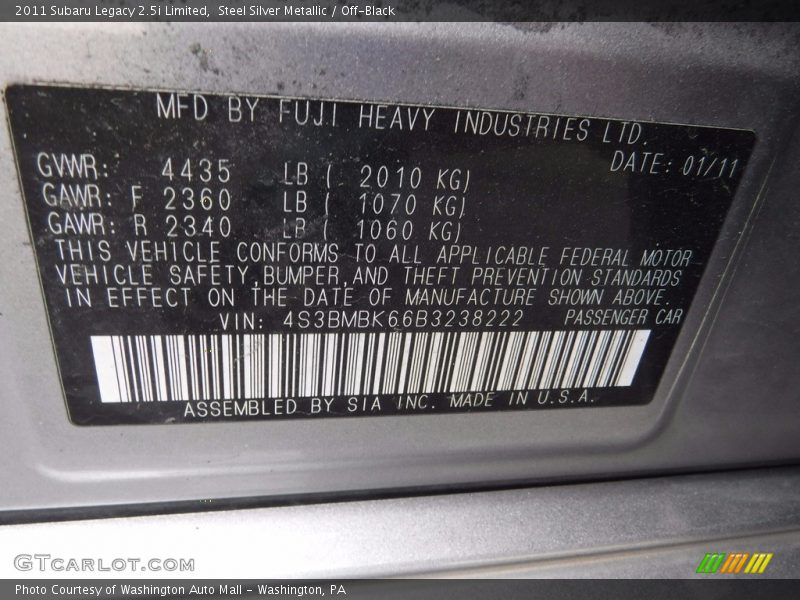 2011 Subaru Legacy 2.5i Limited,  Steel Silver Metallic / Off-Black
MFD BY FUJI HEAVY INDUSTRIES LTD.
DATE: 01/11
GVWR: 4435 LB ( 2010 KG)
GAWR: F 2360 LB ( 1070 KG)
GAWR: R 2340 LB ( 1060 KG)
THIS VEHICLE CONFORMS TO ALL APPLICABLE FEDERAL MOTOR
VEHICLE SAFETY,BUMPER,AND THEFT PREVENTION STANDARDS
IN EFFECT ON THE DATE OF MANUFACTURE SHOWN ABOVE.
VIN: 4S3BMBK66B3238222 PASSENGER CAR
ASSEMBLED BY SIA INC. MADE IN U.S.A.
GTCARLOT.COM
Photo Courtesy of Washington Auto Mall - Washington, PA